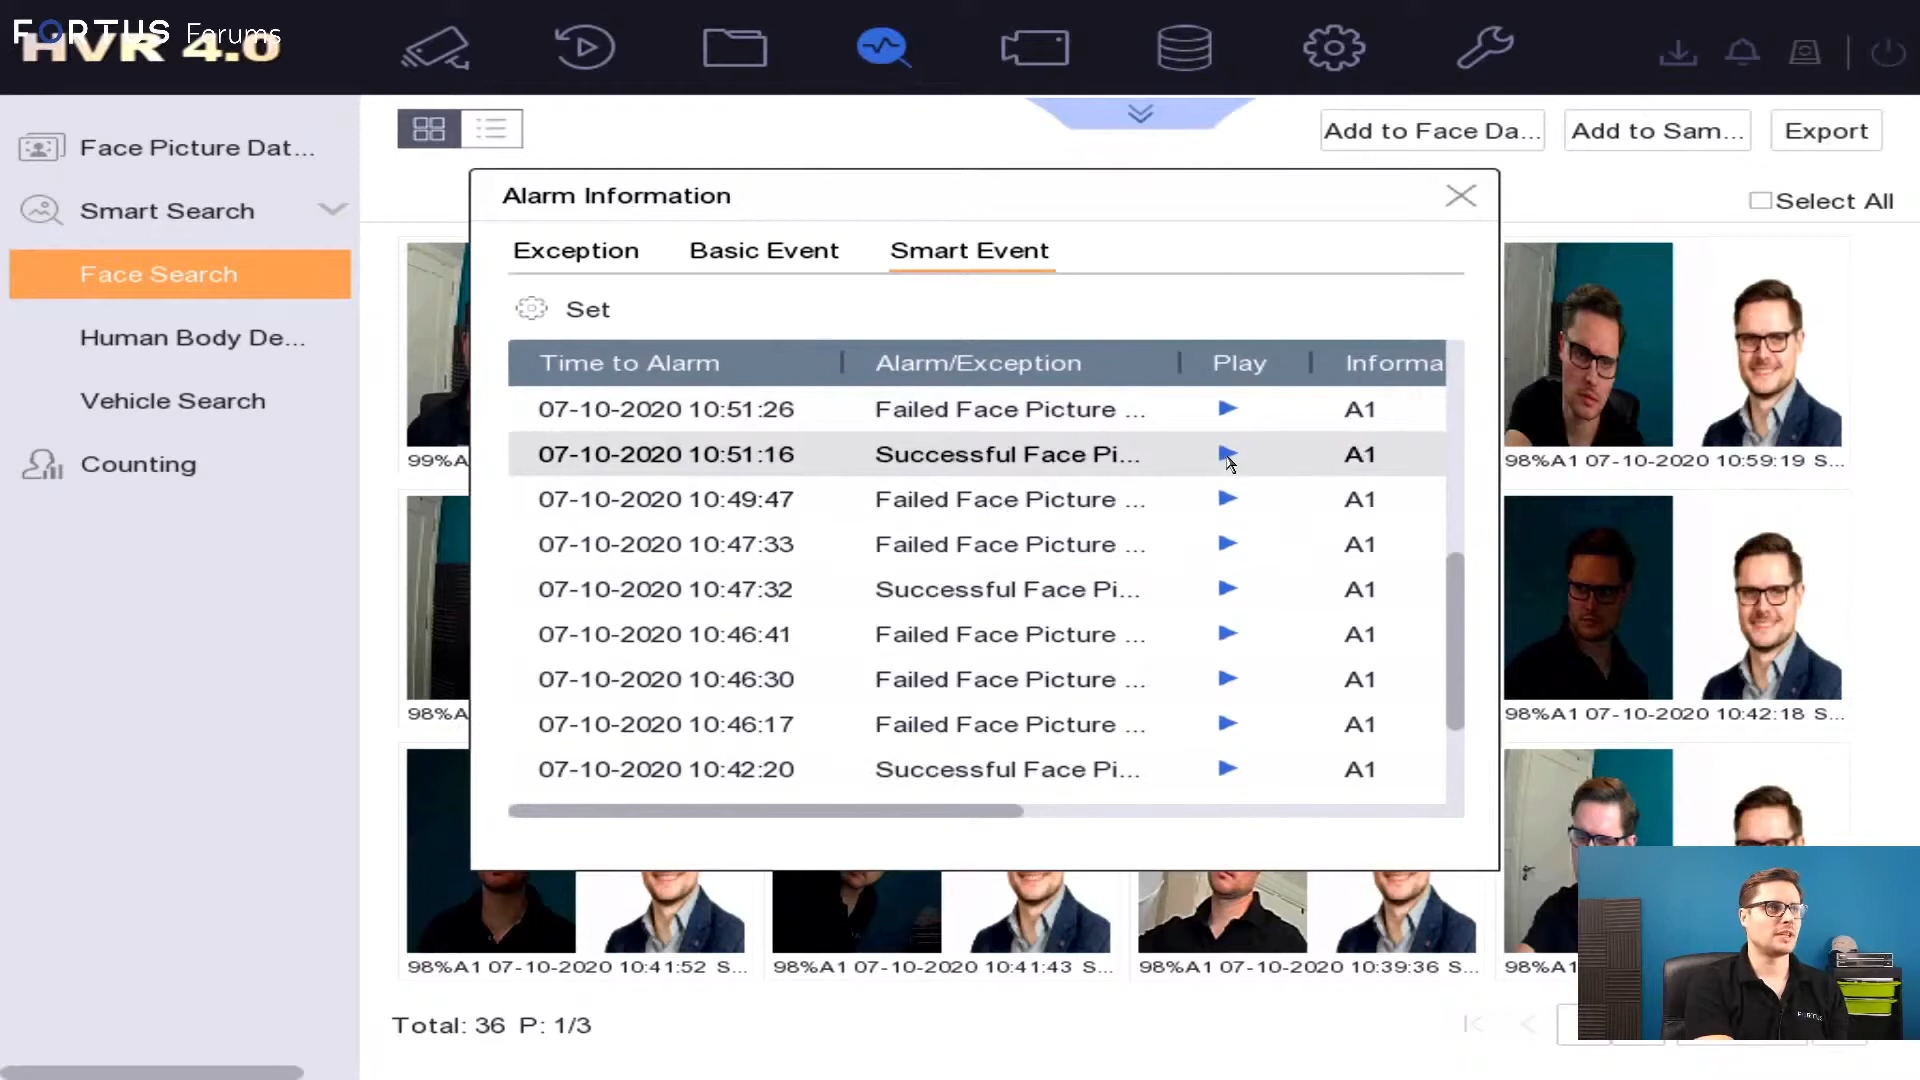 FORTUS Forums
HVR 4.0
Face Picture Dat...
Smart Search
Face Search
Human Body De...
Vehicle Search
Counting
Add to Face Da...
Add to Sam...
Export
Select All
Alarm Information
Exception
Basic Event
Smart Event
Set
Time to Alarm | Alarm/Exception | Play | Informa
07-10-2020 10:51:26 Failed Face Picture ... A1
07-10-2020 10:51:16 Successful Face Pi... A1
07-10-2020 10:49:47 Failed Face Picture ... A1
07-10-2020 10:47:33 Failed Face Picture ... A1
07-10-2020 10:47:32 Successful Face Pi... A1
07-10-2020 10:46:41 Failed Face Picture ... A1
07-10-2020 10:46:30 Failed Face Picture ... A1
07-10-2020 10:46:17 Failed Face Picture ... A1
07-10-2020 10:42:20 Successful Face Pi... A1
99%A
98%A1 07-10-2020 10:59:19 S...
98%A
98%A1 07-10-2020 10:42:18 S...
98%A1 07-10-2020 10:41:52 S...
98%A1 07-10-2020 10:41:43 S...
98%A1 07-10-2020 10:39:36 S...
98%A1
Total: 36 P: 1/3
FORTUS